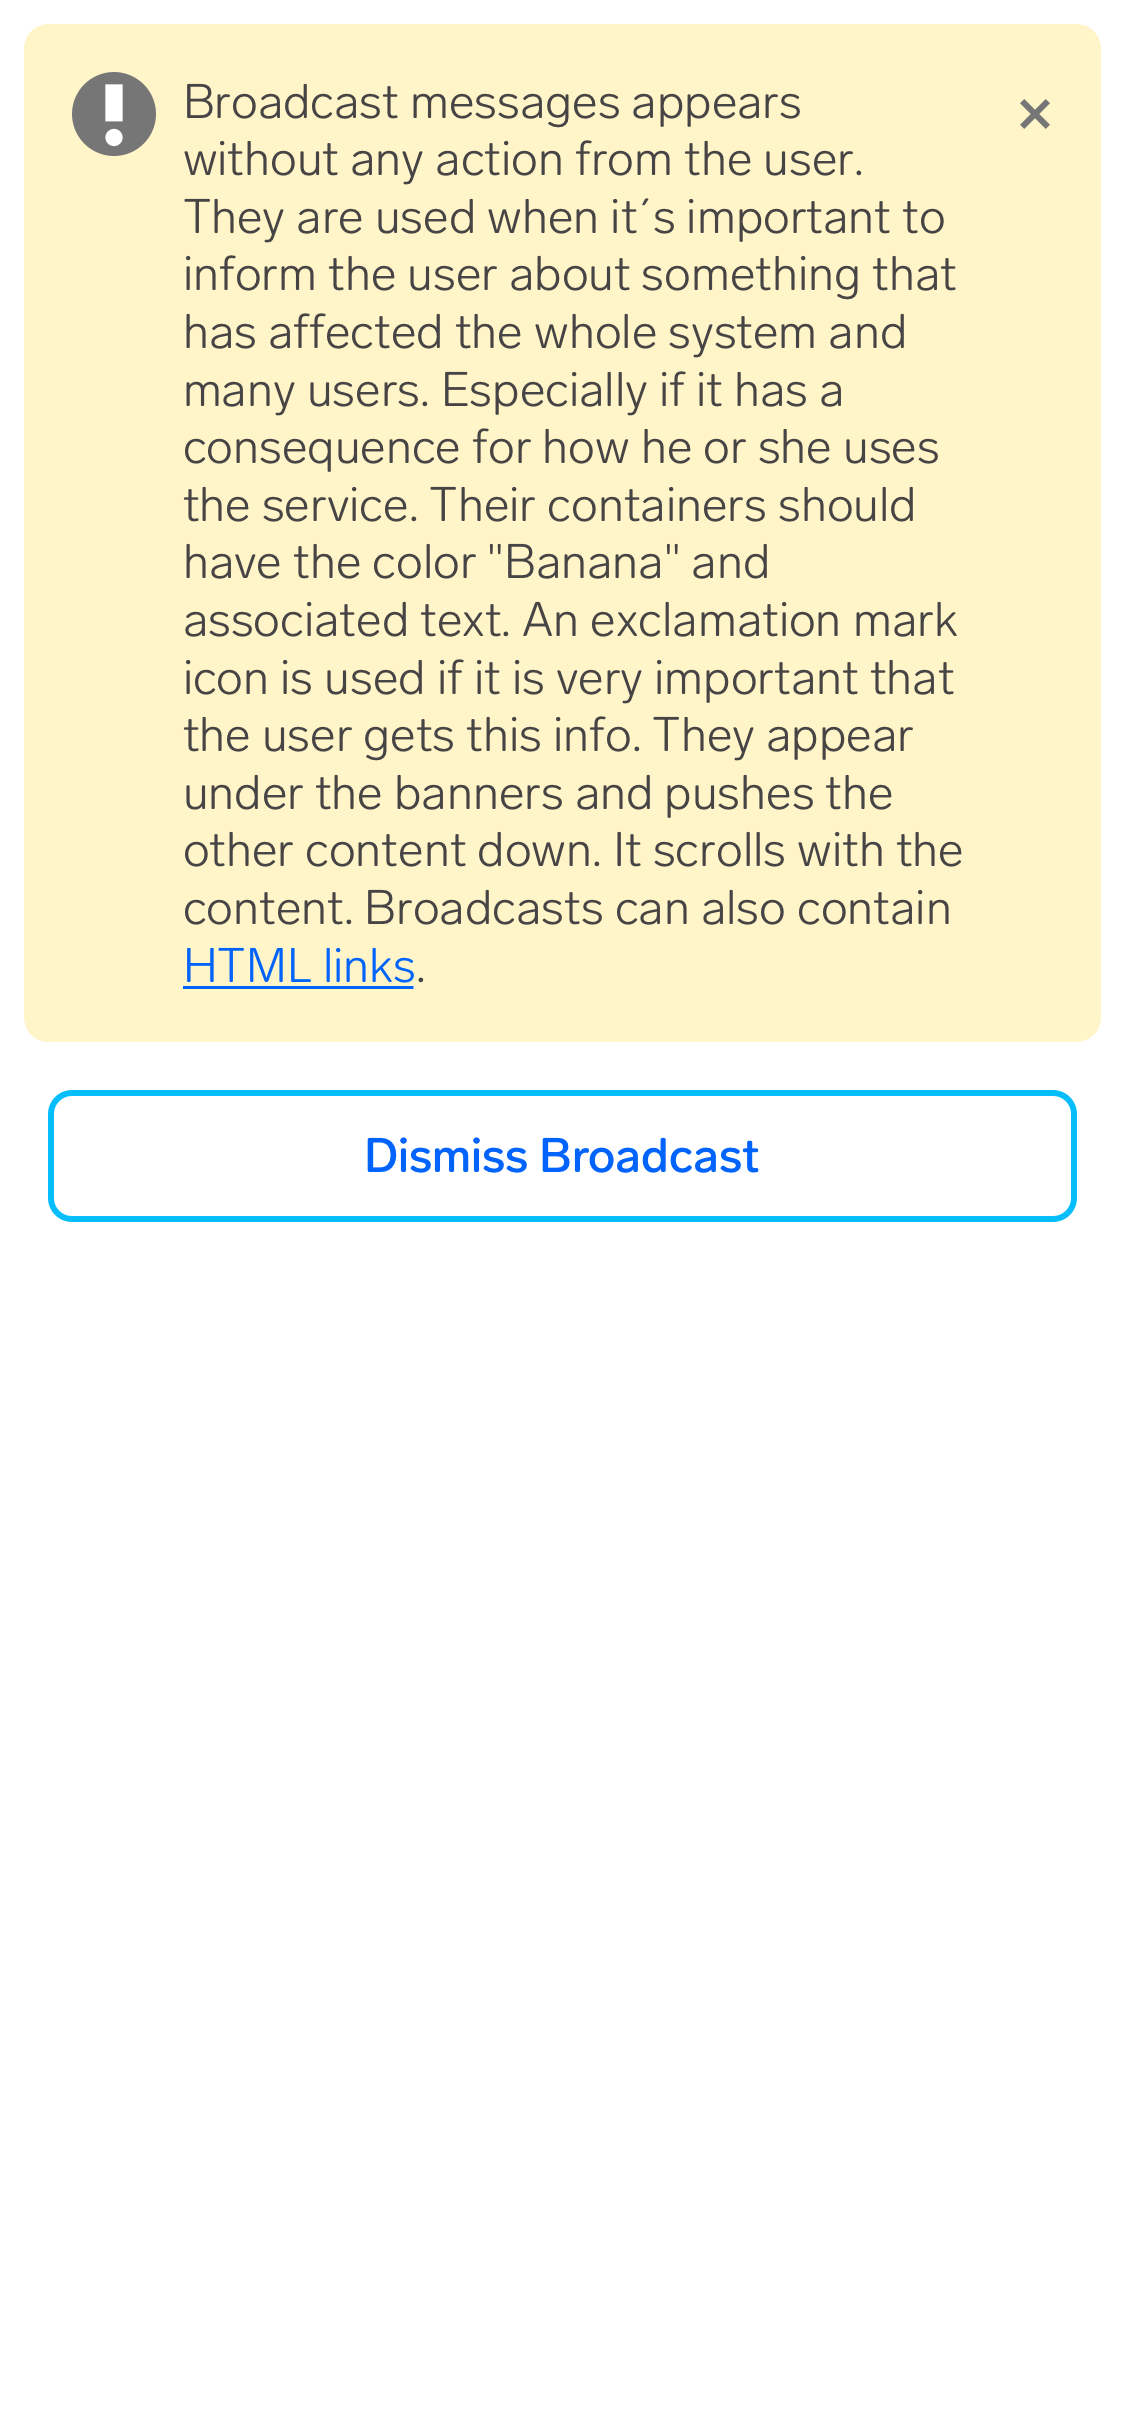 Broadcast messages appears
without any action from the user.
They are used when it´s important to
inform the user about something that
has affected the whole system and
many users. Especially if it has a
consequence for how he or she uses
the service. Their containers should
have the color "Banana" and
associated text. An exclamation mark
icon is used if it is very important that
the user gets this info. They appear
under the banners and pushes the
other content down. It scrolls with the
content. Broadcasts can also contain
HTML links.
Dismiss Broadcast